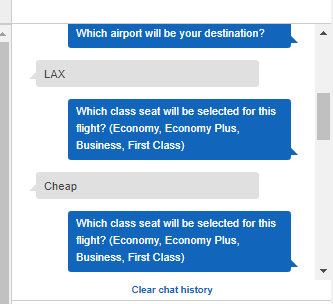 Which airport will be your destination?
LAX
Which class seat will be selected for this
flight? (Economy, Economy Plus,
Business, First Class)
Cheap
Which class seat will be selected for this
flight? (Economy, Economy Plus,
Business, First Class)
Clear chat history